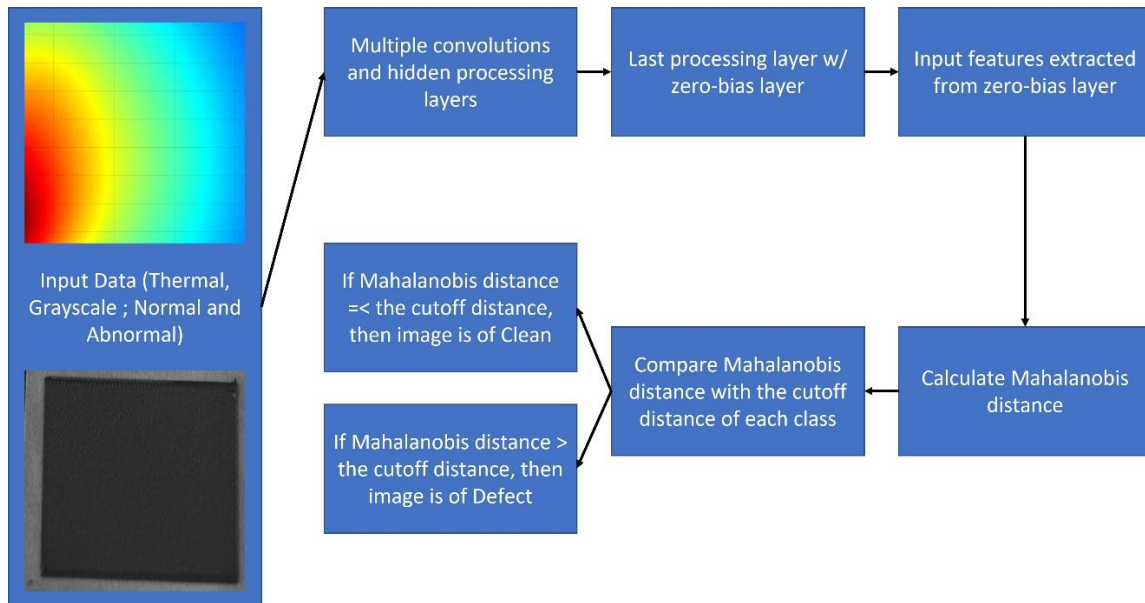 Input Data (Thermal,
Grayscale ; Normal and
Abnormal)
Multiple convolutions
and hidden processing
layers
Last processing layer w/
zero-bias layer
Input features extracted
from zero-bias layer
Calculate Mahalanobis
distance
Compare Mahalanobis
distance with the cutoff
distance of each class
If Mahalanobis distance
=< the cutoff distance,
then image is of Clean
If Mahalanobis distance >
the cutoff distance, then
image is of Defect